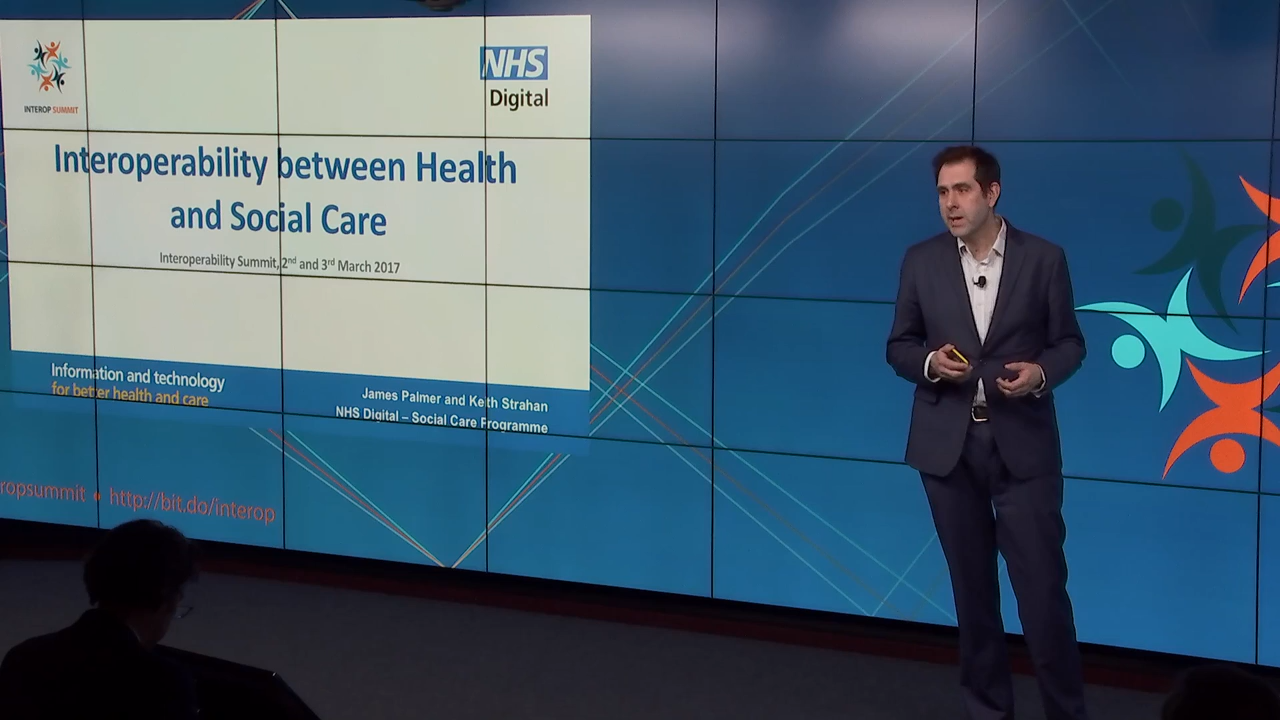 INTEROP SUMMIT
NHS
Digital
Interoperability between Health
and Social Care
Interoperability Summit, 2nd and 3rd March 2017
Information and technology
for better health and care
James Palmer and Keith Strahan
NHS Digital – Social Care Programme
ropsummit • http://bit.do/interop